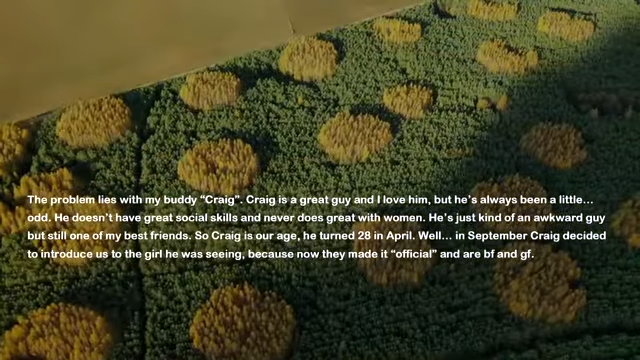 The problem lies with my buddy "Craig". Craig is a great guy and I love him, but he's always been a little…
odd. He doesn't have great social skills and never does great with women. He's just kind of an awkward guy
but still one of my best friends. So Craig is our age, he turned 28 in April. Well… in September Craig decided
to introduce us to the girl he was seeing, because now they made it "official" and are bf and gf.